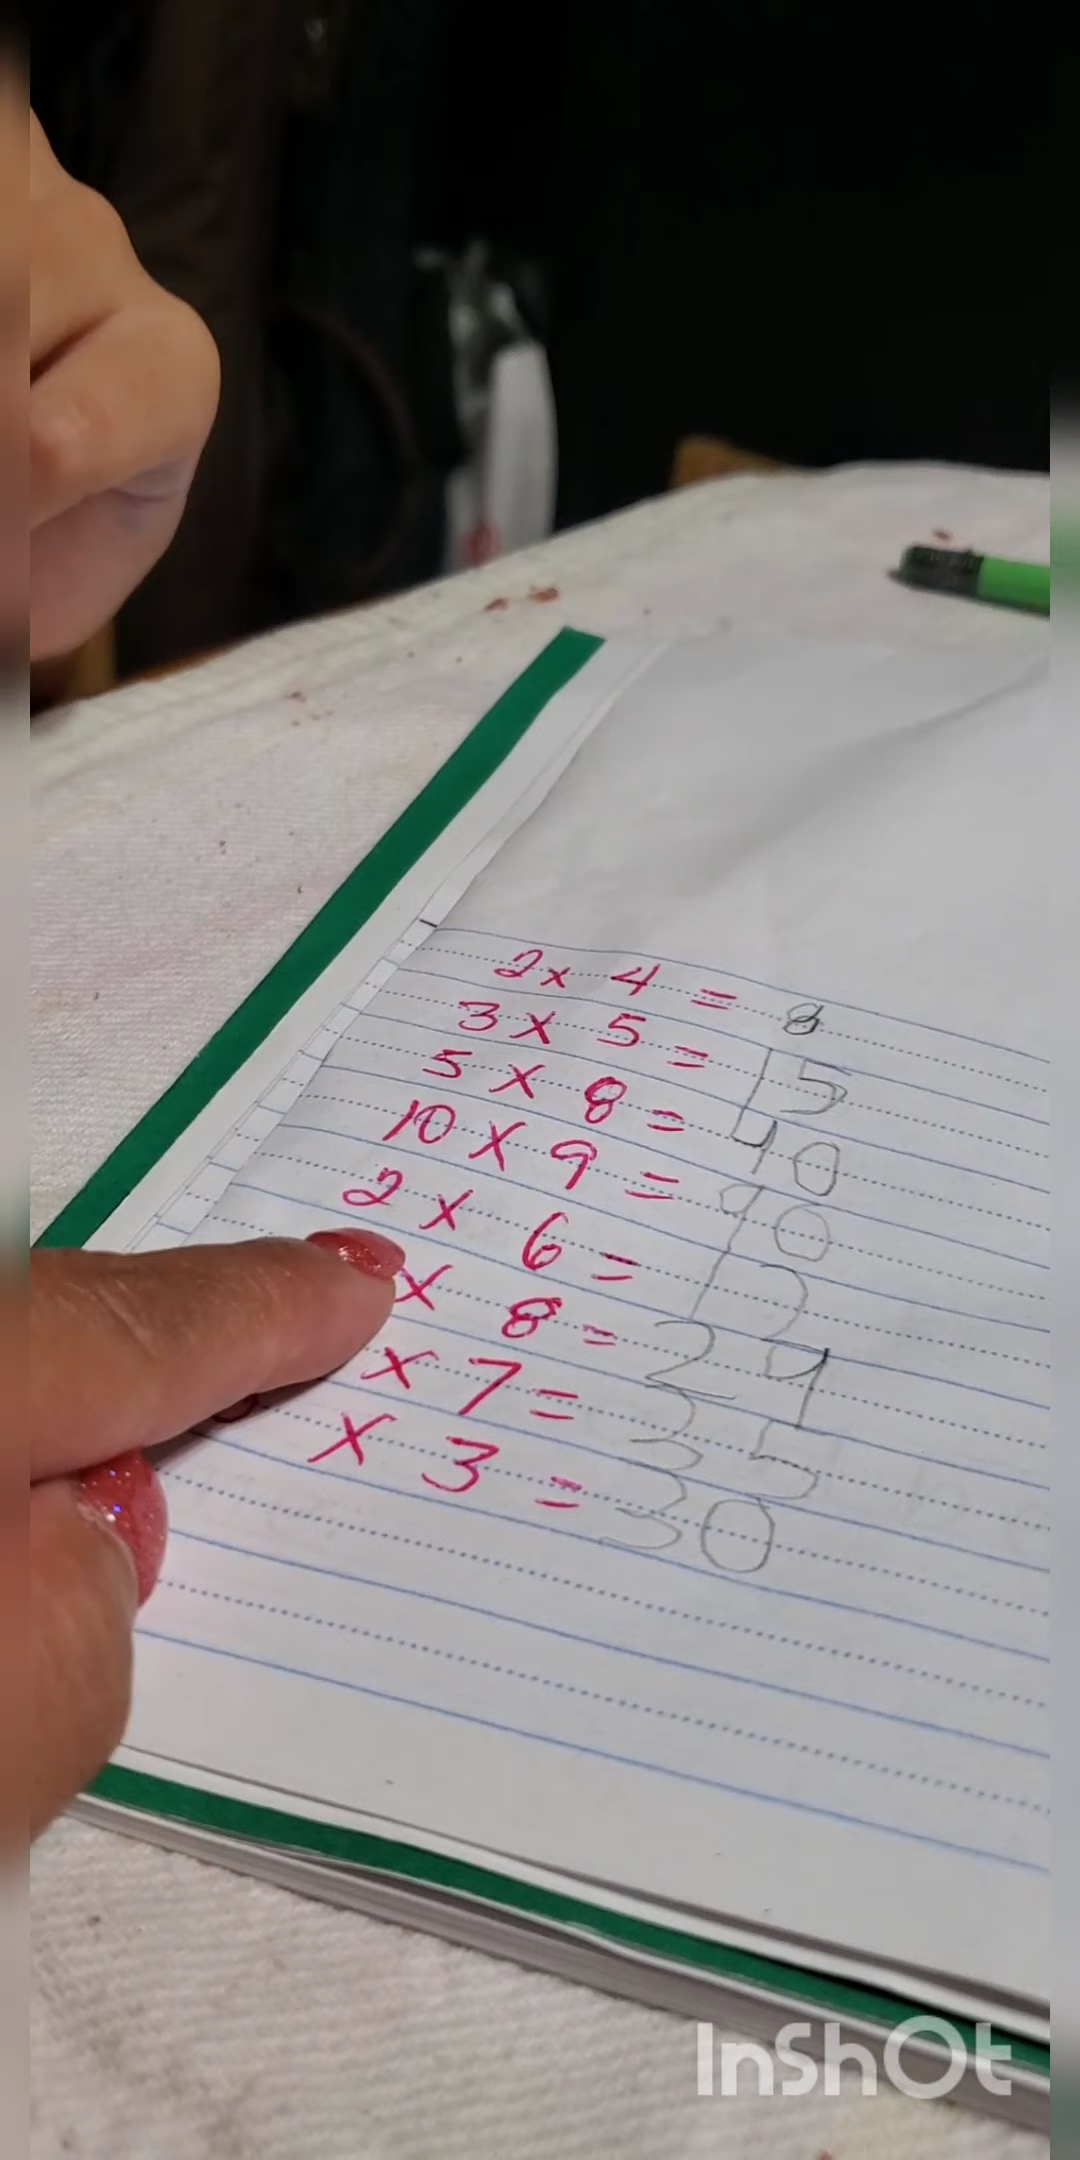 2 x 4 = 8
3 x 5 = 15
5 x 8 = 40
10 x 9 = 90
2 x 6 = 12
x 8 = 24
x 7 = 35
x 3 = 30
InShOt